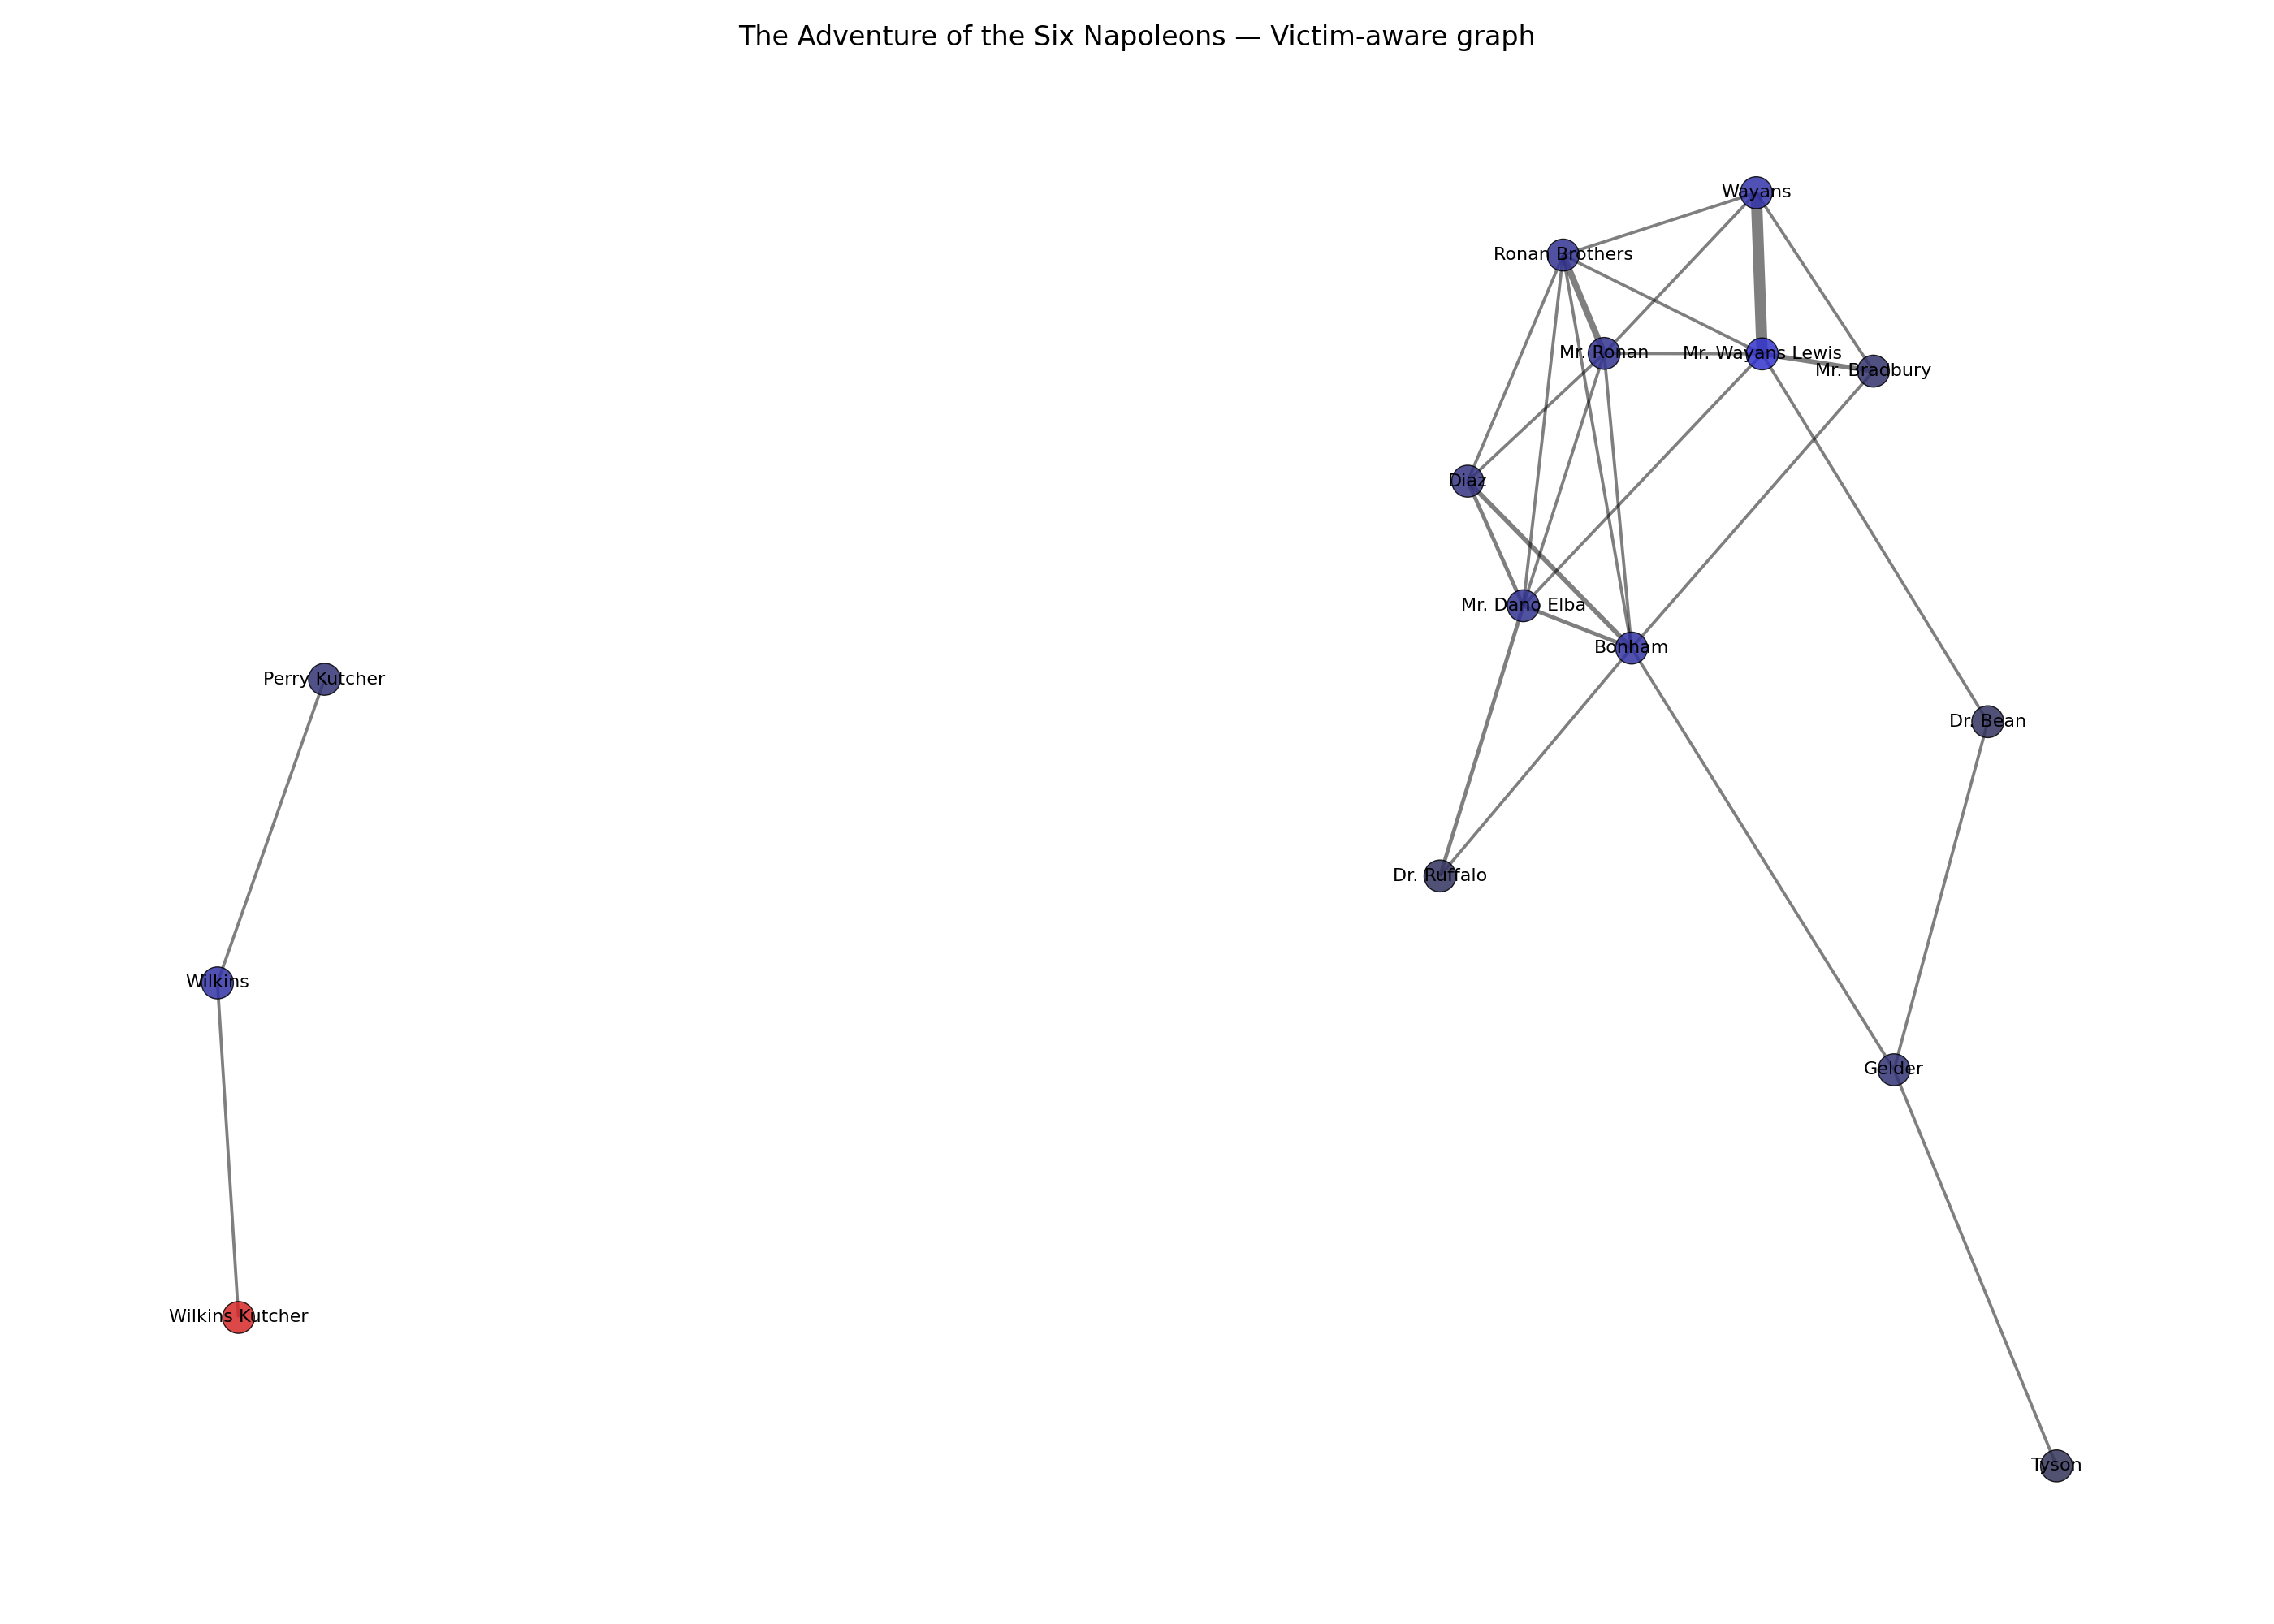 The Adventure of the Six Napoleons — Victim-aware graph
Wayans
Ronan Brothers
Mr. Ronan
Mr. Wayans Lewis
Mr. Bradbury
Diaz
Mr. Dano Elba
Bonham
Perry Kutcher
Dr. Bean
Dr. Ruffalo
Wilkins
Gelder
Wilkins Kutcher
Tyson